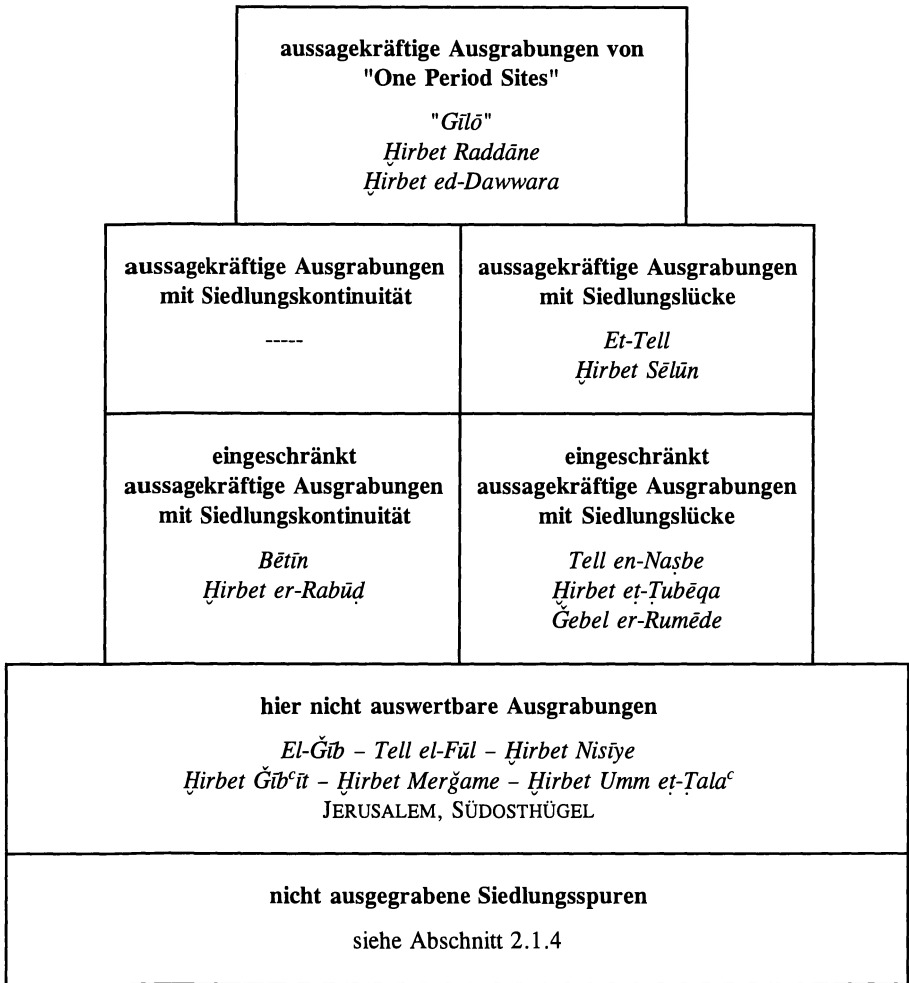 aussagekräftige Ausgrabungen von
"One Period Sites"
"Gīlō"
Ḫirbet Raddāne
Ḫirbet ed-Dawwara
aussagekräftige Ausgrabungen
mit Siedlungskontinuität
-----
aussagekräftige Ausgrabungen
mit Siedlungslücke
Et-Tell
Ḫirbet Sēlūn
eingeschränkt
aussagekräftige Ausgrabungen
mit Siedlungskontinuität
Bētīn
Ḫirbet er-Rabūḍ
eingeschränkt
aussagekräftige Ausgrabungen
mit Siedlungslücke
Tell en-Naṣbe
Ḫirbet eṭ-Ṭubēqa
Ǧebel er-Rumēde
hier nicht auswertbare Ausgrabungen
El-Ǧīb – Tell el-Fūl – Ḫirbet Nisīye
Ḫirbet Ǧībᶜīt – Ḫirbet Merǧame – Ḫirbet Umm eṭ-Ṭalaᶜ
JERUSALEM, SÜDOSTHÜGEL
nicht ausgegrabene Siedlungsspuren
siehe Abschnitt 2.1.4